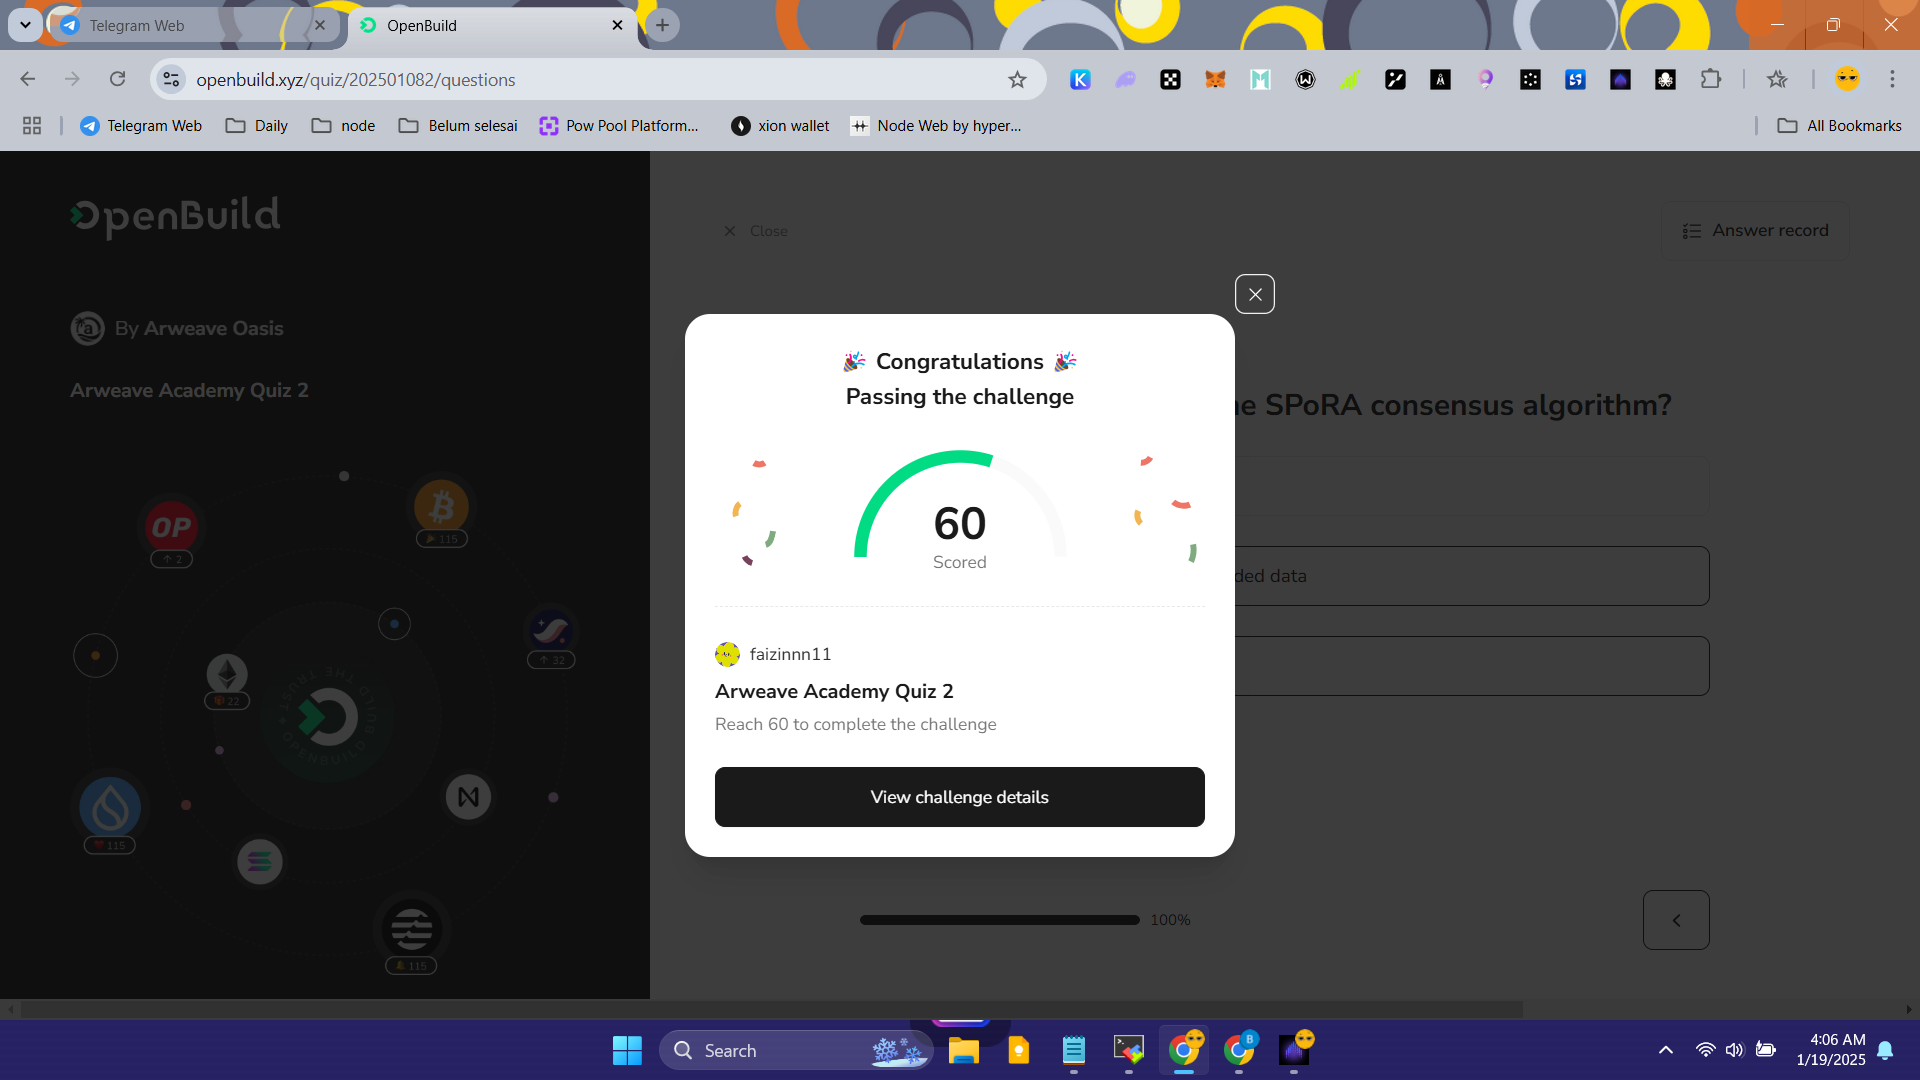 Telegram Web
OpenBuild
openbuild.xyz/quiz/202501082/questions
Telegram Web
Daily
node
Belum selesai
Pow Pool Platform...
xion wallet
Node Web by hyper...
All Bookmarks
OpenBuild
Close
Answer record
By Arweave Oasis
Arweave Academy Quiz 2
SPoRA consensus algorithm?
data
🎉 Congratulations 🎉
Passing the challenge
60
Scored
faizinnn11
Arweave Academy Quiz 2
Reach 60 to complete the challenge
View challenge details
OP
2
115
32
22
115
115
100%
Search
4:06 AM
1/19/2025